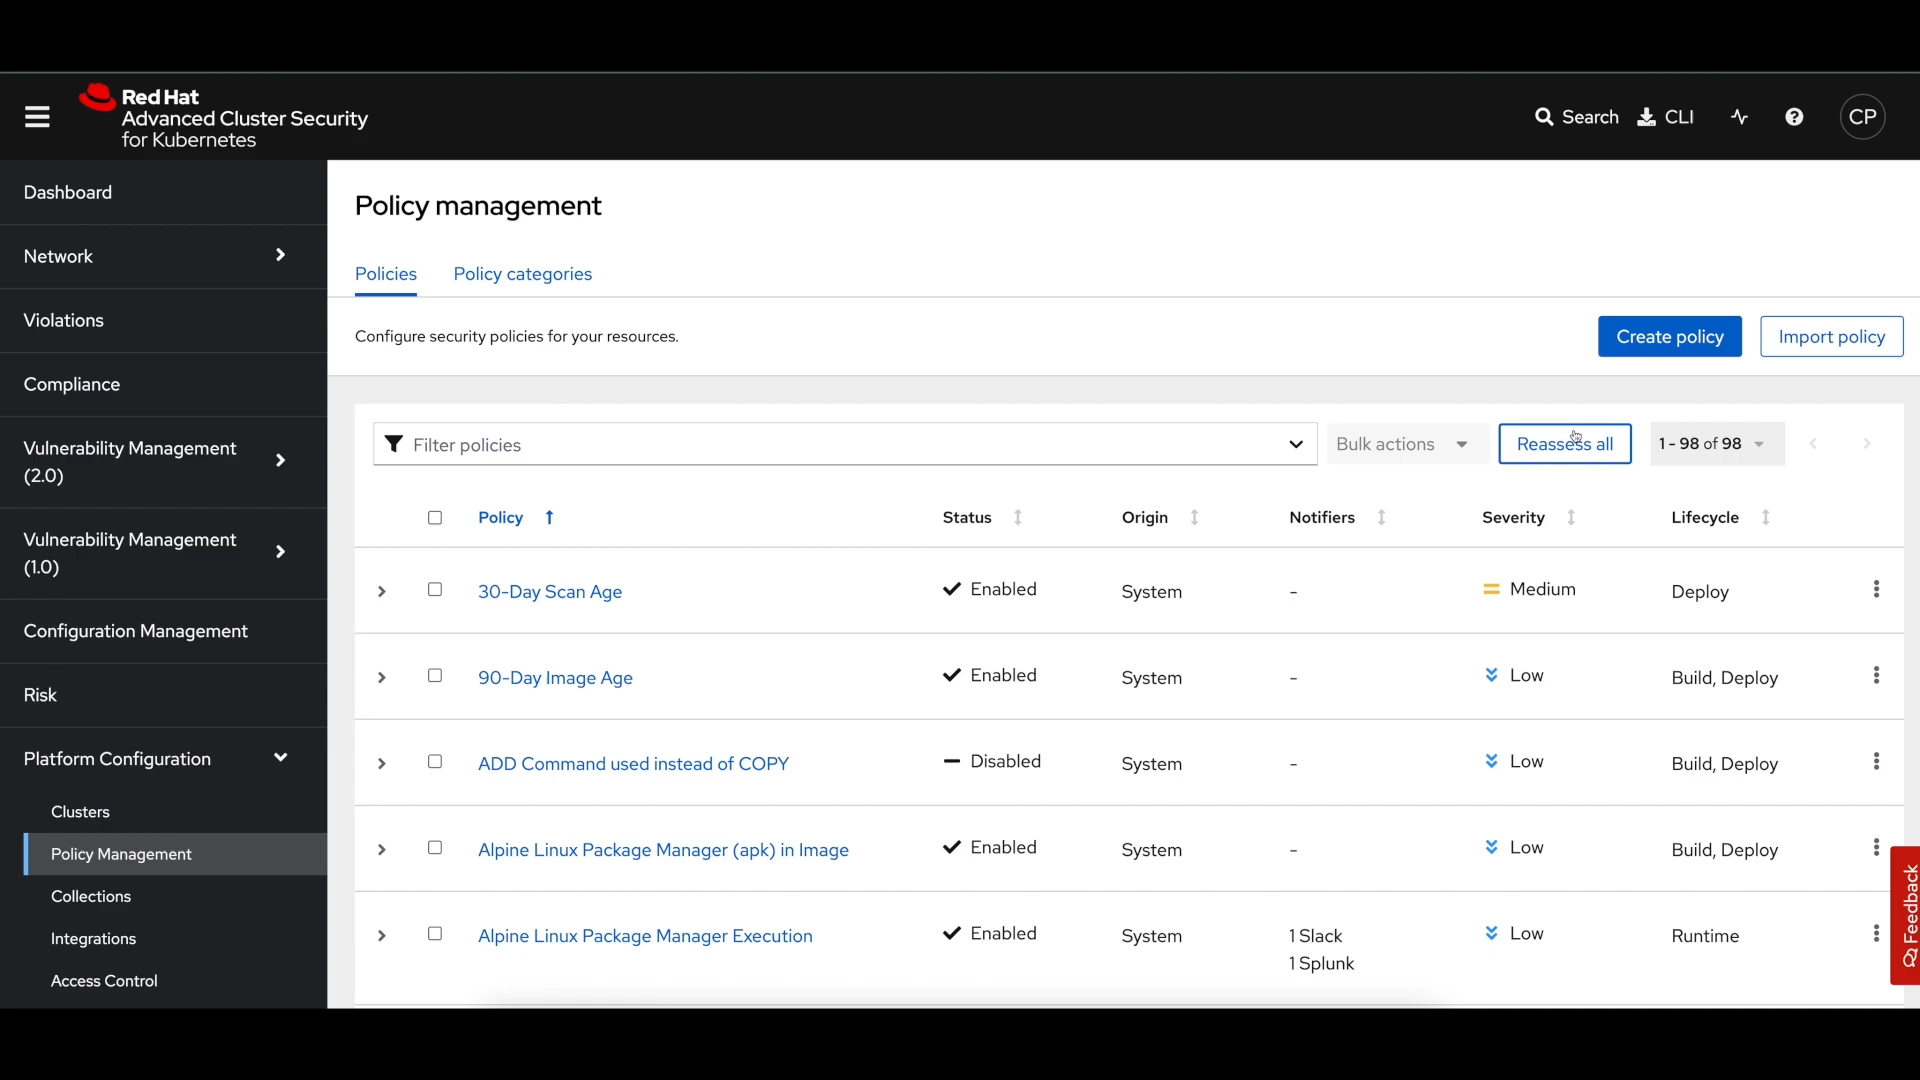 Red Hat
Advanced Cluster Security
for Kubernetes
Search
CLI
CP
Dashboard
Network
Violations
Compliance
Vulnerability Management
(2.0)
Vulnerability Management
(1.0)
Configuration Management
Risk
Platform Configuration
Clusters
Policy Management
Collections
Integrations
Access Control
Policy management
Policies
Policy categories
Configure security policies for your resources.
Create policy
Import policy
Filter policies
Bulk actions
Reassess all
1 - 98 of 98
Policy
Status
Origin
Notifiers
Severity
Lifecycle
30-Day Scan Age
Enabled
System
-
Medium
Deploy
90-Day Image Age
Enabled
System
-
Low
Build, Deploy
ADD Command used instead of COPY
Disabled
System
-
Low
Build, Deploy
Alpine Linux Package Manager (apk) in Image
Enabled
System
-
Low
Build, Deploy
Alpine Linux Package Manager Execution
Enabled
System
1 Slack
1 Splunk
Low
Runtime
Feedback